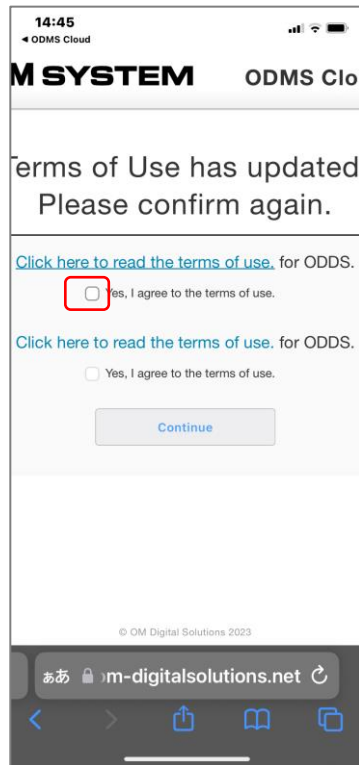 14:45
◀ ODMS Cloud
M SYSTEM ODMS Clo
Terms of Use has updated
Please confirm again.
Click here to read the terms of use. for ODDS.
Yes, I agree to the terms of use.
Click here to read the terms of use. for ODDS.
Yes, I agree to the terms of use.
Continue
© OM Digital Solutions 2023
ぁあ m-digitalsolutions.net